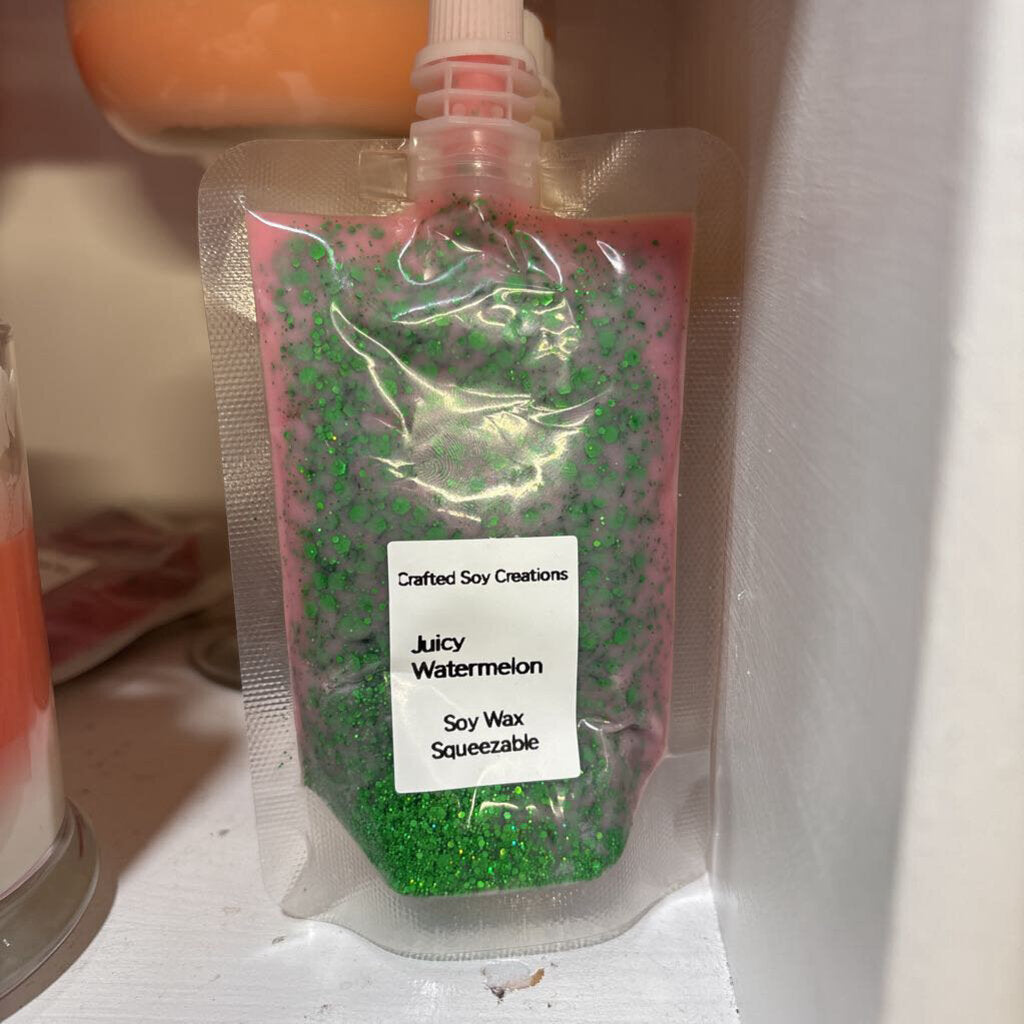 Crafted Soy Creations
Juicy
Watermelon
Soy Wax
Squeezable